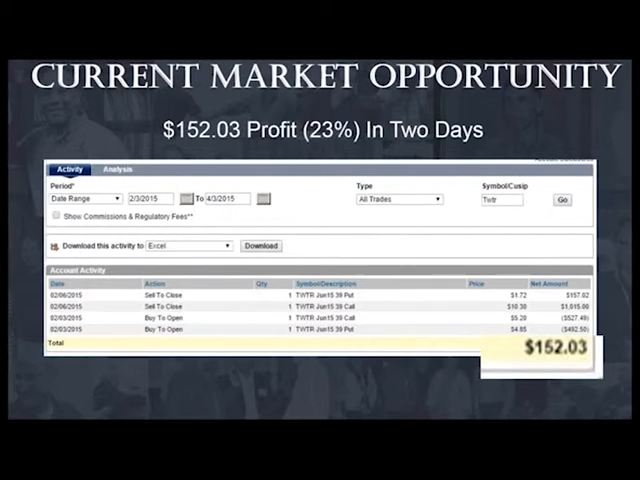 CURRENT MARKET OPPORTUNITY
$152.03 Profit (23%) In Two Days
Activity Analysis
Period* Type Symbol/Cusip
Date Range 2/3/2015 To 4/3/2015 All Trades Twtr Go
Show Commissions & Regulatory Fees**
Download this activity to Excel Download
Account Activity
Date Action Qty Symbol/Description Price Net Amount
02/06/2015 Sell To Close 1 TWTR Jun15 39 Put $1.72 $157.02
02/06/2015 Sell To Close 1 TWTR Jun15 39 Call $10.30 $1,015.00
02/03/2015 Buy To Open 1 TWTR Jun15 39 Call $5.20 ($527.49)
02/03/2015 Buy To Open 1 TWTR Jun15 39 Put $4.85 ($492.50)
Total $152.03